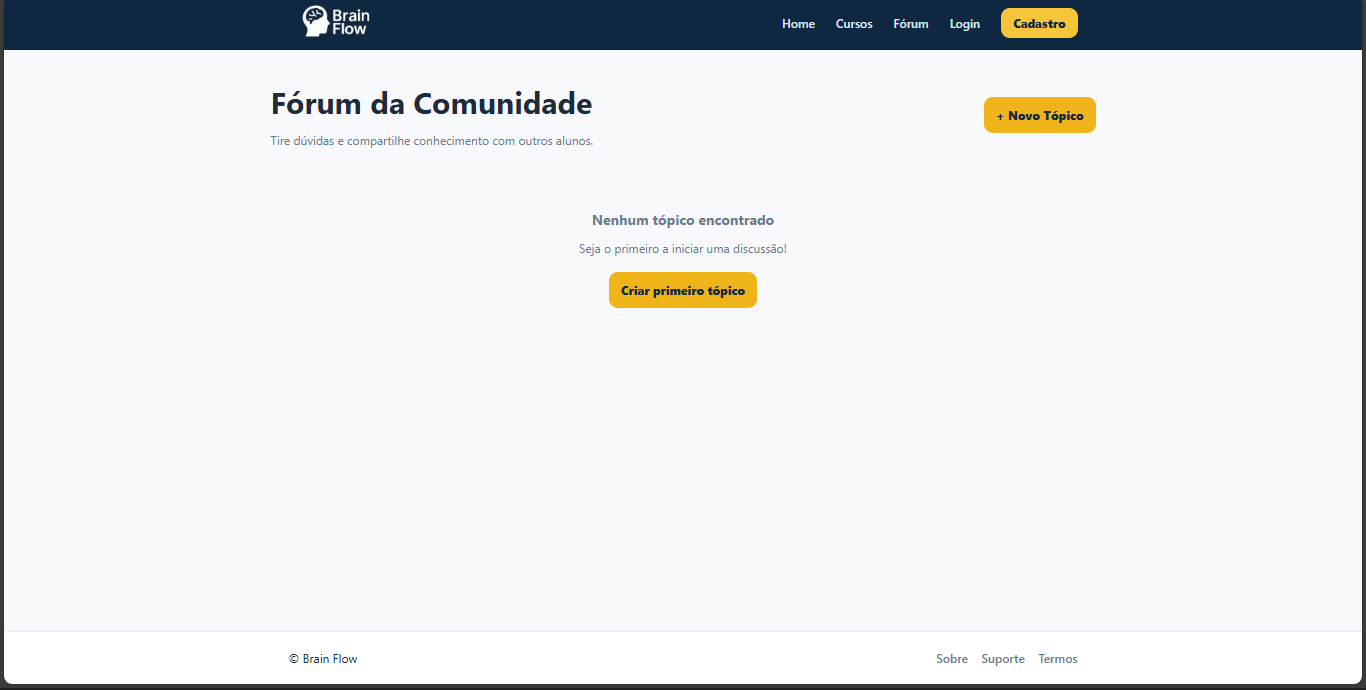 Brain
Flow
Home Cursos Fórum Login Cadastro
Fórum da Comunidade
+ Novo Tópico
Tire dúvidas e compartilhe conhecimento com outros alunos.
Nenhum tópico encontrado
Seja o primeiro a iniciar uma discussão!
Criar primeiro tópico
© Brain Flow
Sobre Suporte Termos